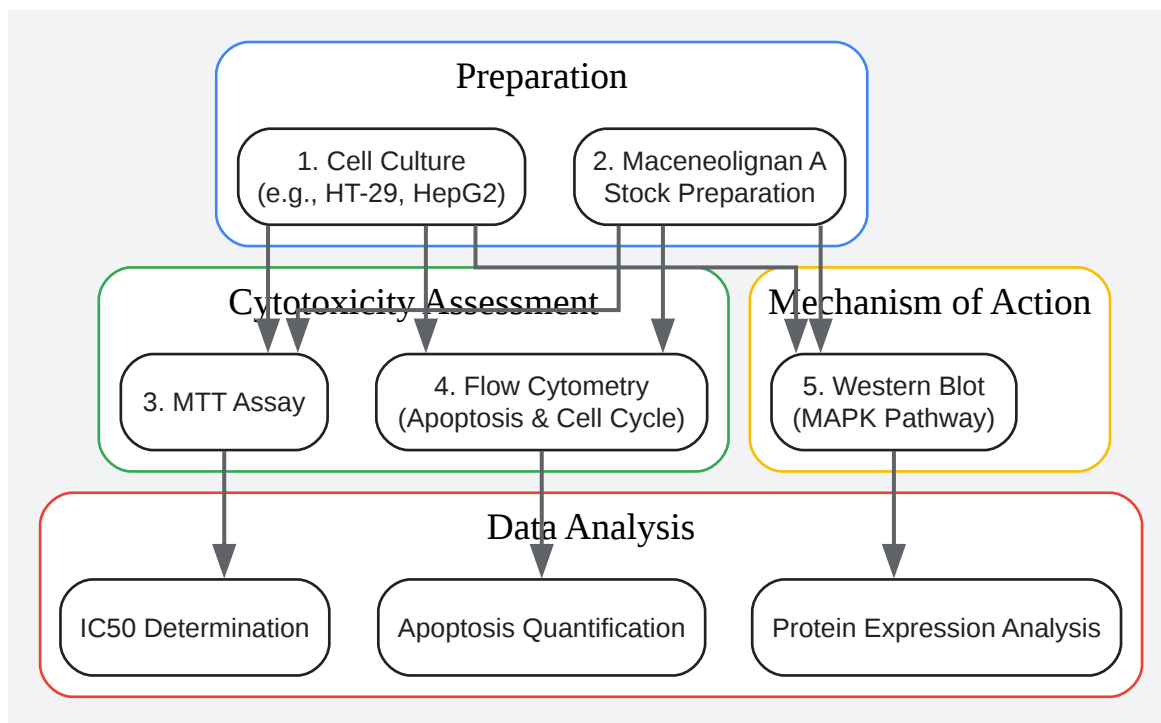 Preparation
1. Cell Culture
(e.g., HT-29, HepG2)
2. Maceneolignan A
Stock Preparation
Cytotoxicity Assessment
Mechanism of Action
3. MTT Assay
4. Flow Cytometry
(Apoptosis & Cell Cycle)
5. Western Blot
(MAPK Pathway)
Data Analysis
IC50 Determination
Apoptosis Quantification
Protein Expression Analysis